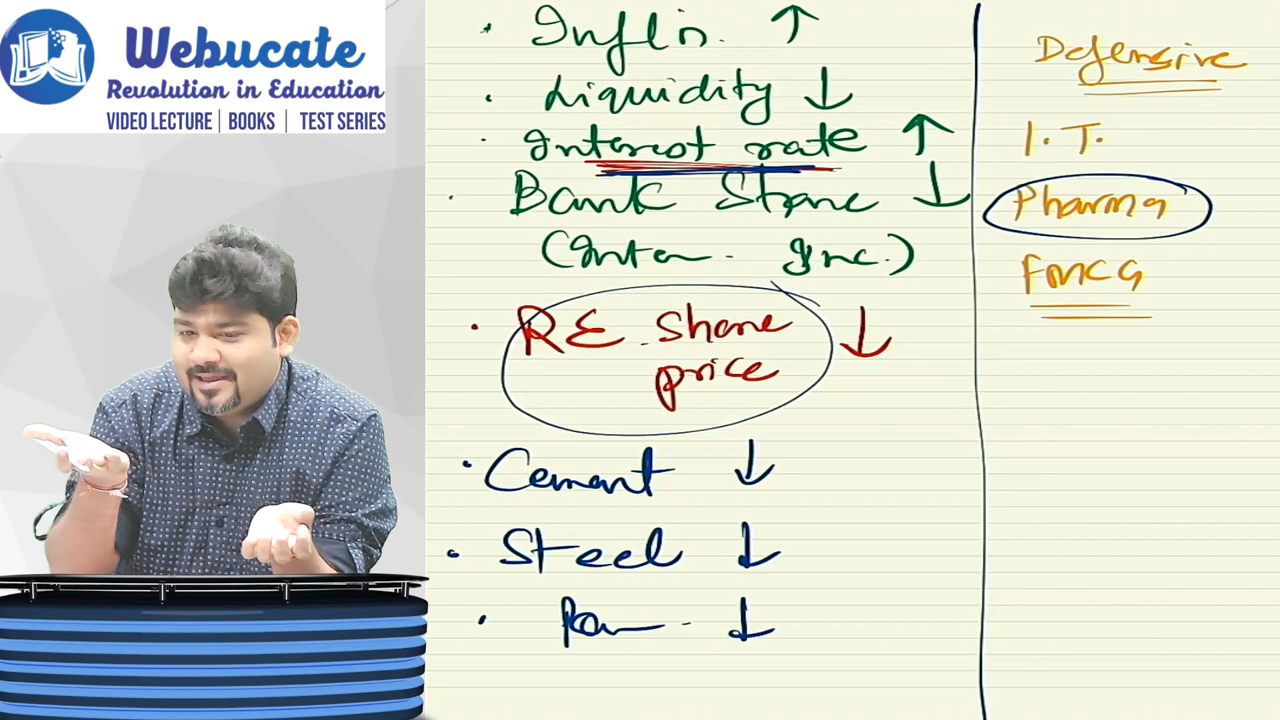 Webucate
Revolution in Education
VIDEO LECTURE | BOOKS | TEST SERIES
· Infln. ↑
· Liquidity ↓
· Interest rate ↑
· Bank Share ↓
(Inter. Inc.)
· RE. Share ↓
price
· Cement ↓
· Steel ↓
· ↓
Defensive
I.T.
Pharma
FMCG